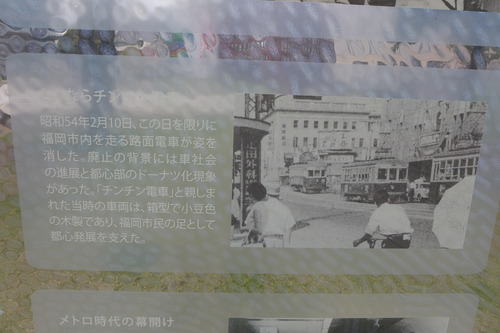 らチン
昭和54年2月10日、この日を限りに
福岡市内を走る路面電車が姿を
消した。廃止の背景には車社会
の進展と都心部のドーナツ化現象
があった。「チンチン電車」と親しま
れた当時の車両は、箱型で小豆色
の木製であり、福岡市民の足として
都心発展を支えた。
メトロ時代の幕開け